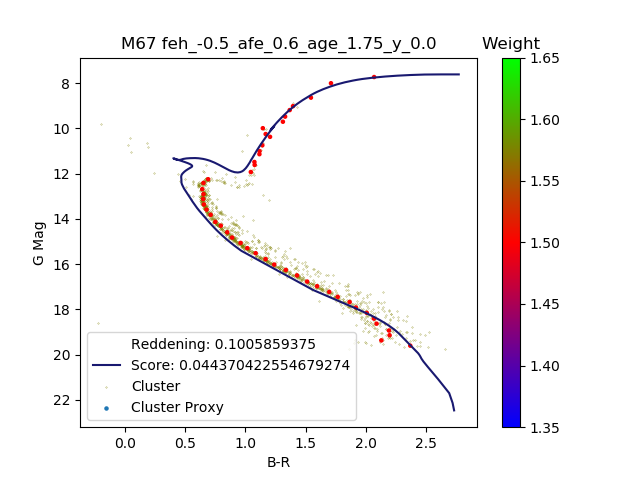 M67 feh_-0.5_afe_0.6_age_1.75_y_0.0
Weight
8
10
12
14
16
18
20
22
G Mag
0.0
0.5
1.0
1.5
2.0
2.5
B-R
Reddening: 0.1005859375
Score: 0.044370422554679274
Cluster
Cluster Proxy
1.65
1.60
1.55
1.50
1.45
1.40
1.35